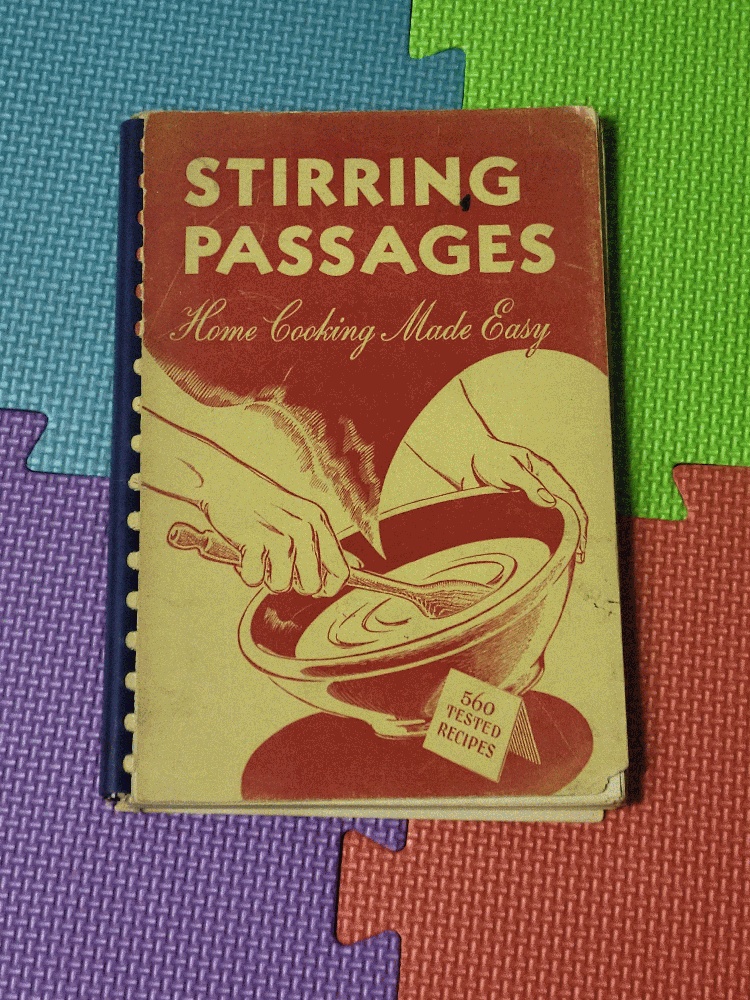 STIRRING
PASSAGES
Home Cooking Made Easy
560
TESTED
RECIPES